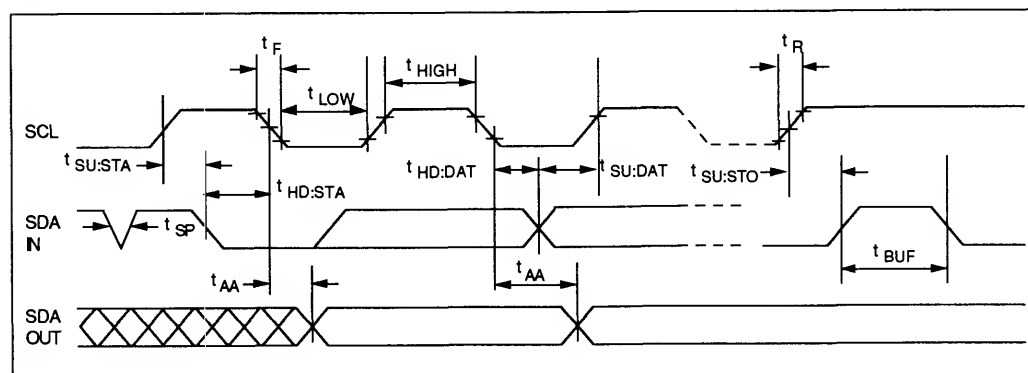 t F
t R
t HIGH
t LOW
SCL
t SU:STA
t HD:STA
t HD:DAT
t SU:DAT
t SU:STO
SDA
IN
t SP
t BUF
t AA
t AA
SDA
OUT